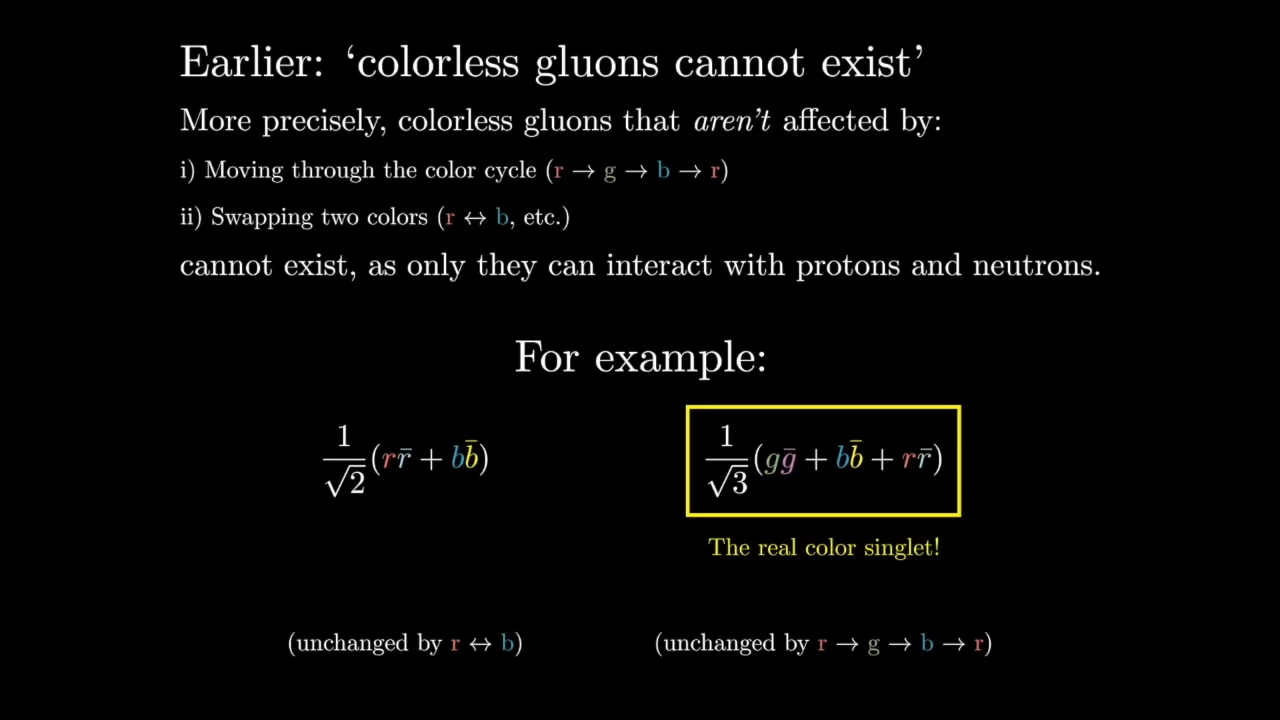 Earlier: ‘colorless gluons cannot exist’
More precisely, colorless gluons that aren’t affected by:
i) Moving through the color cycle (r → g → b → r)
ii) Swapping two colors (r ↔ b, etc.)
cannot exist, as only they can interact with protons and neutrons.
For example:
1/√2 (rr̄ + bb̄)
1/√3 (gḡ + bb̄ + rr̄)
The real color singlet!
(unchanged by r ↔ b)
(unchanged by r → g → b → r)